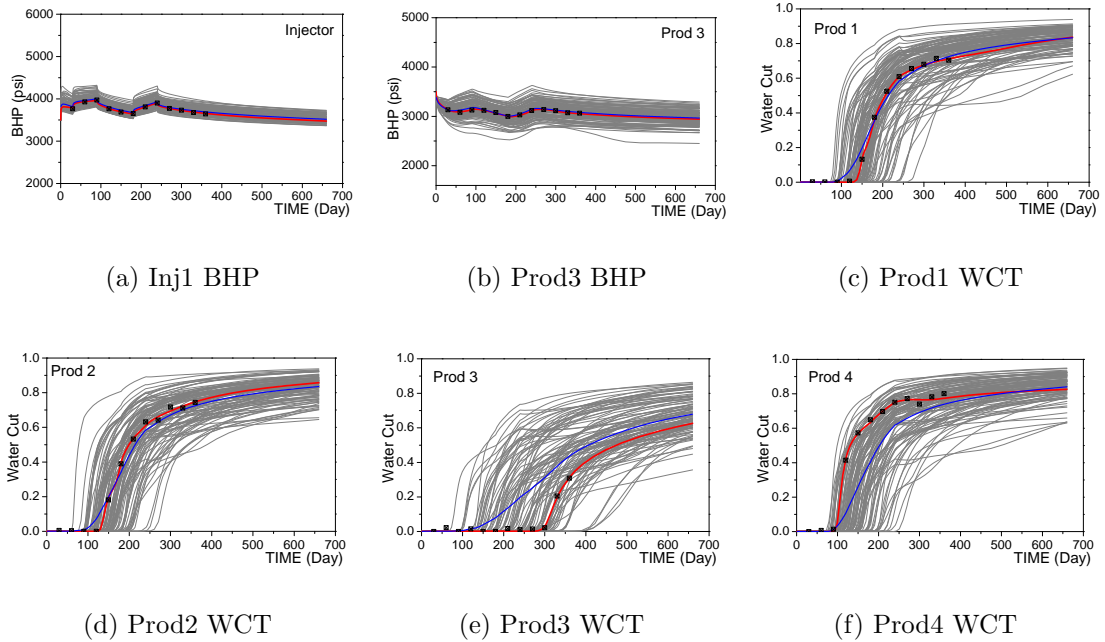 6000
5000
4000
3000
2000
BHP (psi)
Injector
0 100 200 300 400 500 600 700
TIME (Day)
(a) Inj1 BHP
5000
4000
3000
2000
BHP (psi)
Prod 3
0 100 200 300 400 500 600 700
TIME (Day)
(b) Prod3 BHP
1.0
0.8
0.6
0.4
0.2
0.0
Water Cut
Prod 1
100 200 300 400 500 600 700
TIME (Day)
(c) Prod1 WCT
1.0
0.8
0.6
0.4
0.2
0.0
Water Cut
Prod 2
0 100 200 300 400 500 600 700
TIME (Day)
(d) Prod2 WCT
1.0
0.8
0.6
0.4
0.2
0.0
Water Cut
Prod 3
0 100 200 300 400 500 600 700
TIME (Day)
(e) Prod3 WCT
1.0
0.8
0.6
0.4
0.2
0.0
Water Cut
Prod 4
0 100 200 300 400 500 600 700
TIME (Day)
(f) Prod4 WCT